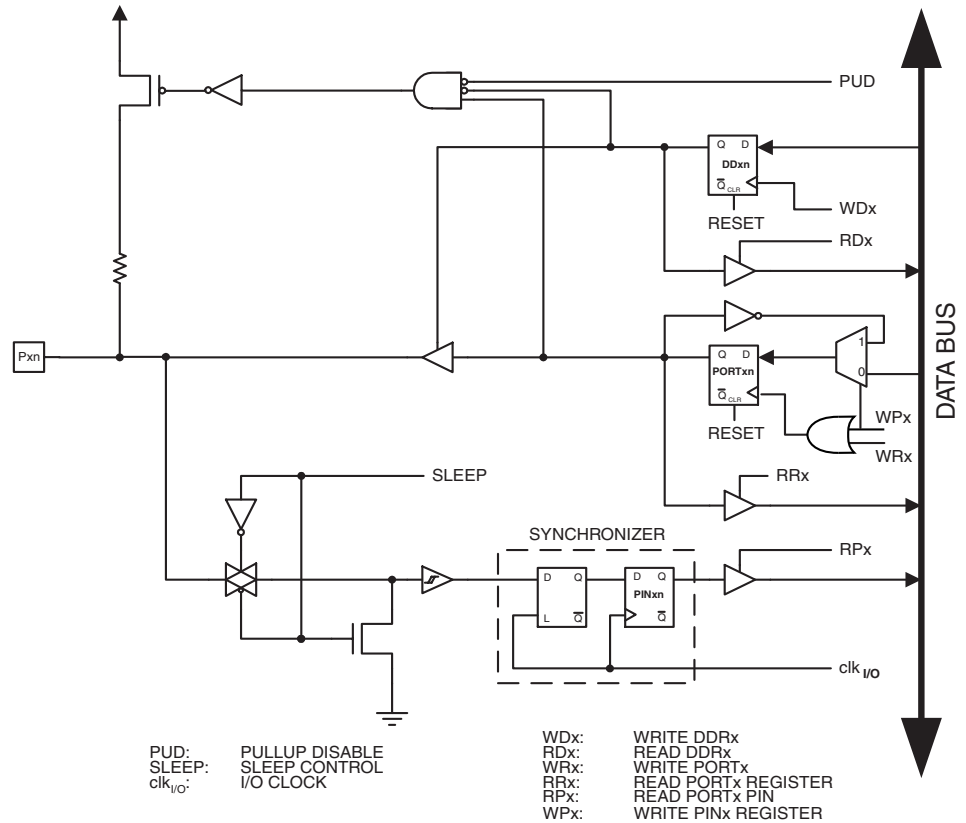 PUD
Q D
DDxn
Q CLR
WDx
RESET
RDx
Pxn
1
Q D
PORTxn
0
Q CLR
WPx
RESET
WRx
DATA BUS
SLEEP
RRx
SYNCHRONIZER
RPx
D Q
D Q
PINxn
L Q
Q
clk I/O
PUD: PULLUP DISABLE
SLEEP: SLEEP CONTROL
clkI/O: I/O CLOCK
WDx: WRITE DDRx
RDx: READ DDRx
WRx: WRITE PORTx
RRx: READ PORTx REGISTER
RPx: READ PORTx PIN
WPx: WRITE PINx REGISTER